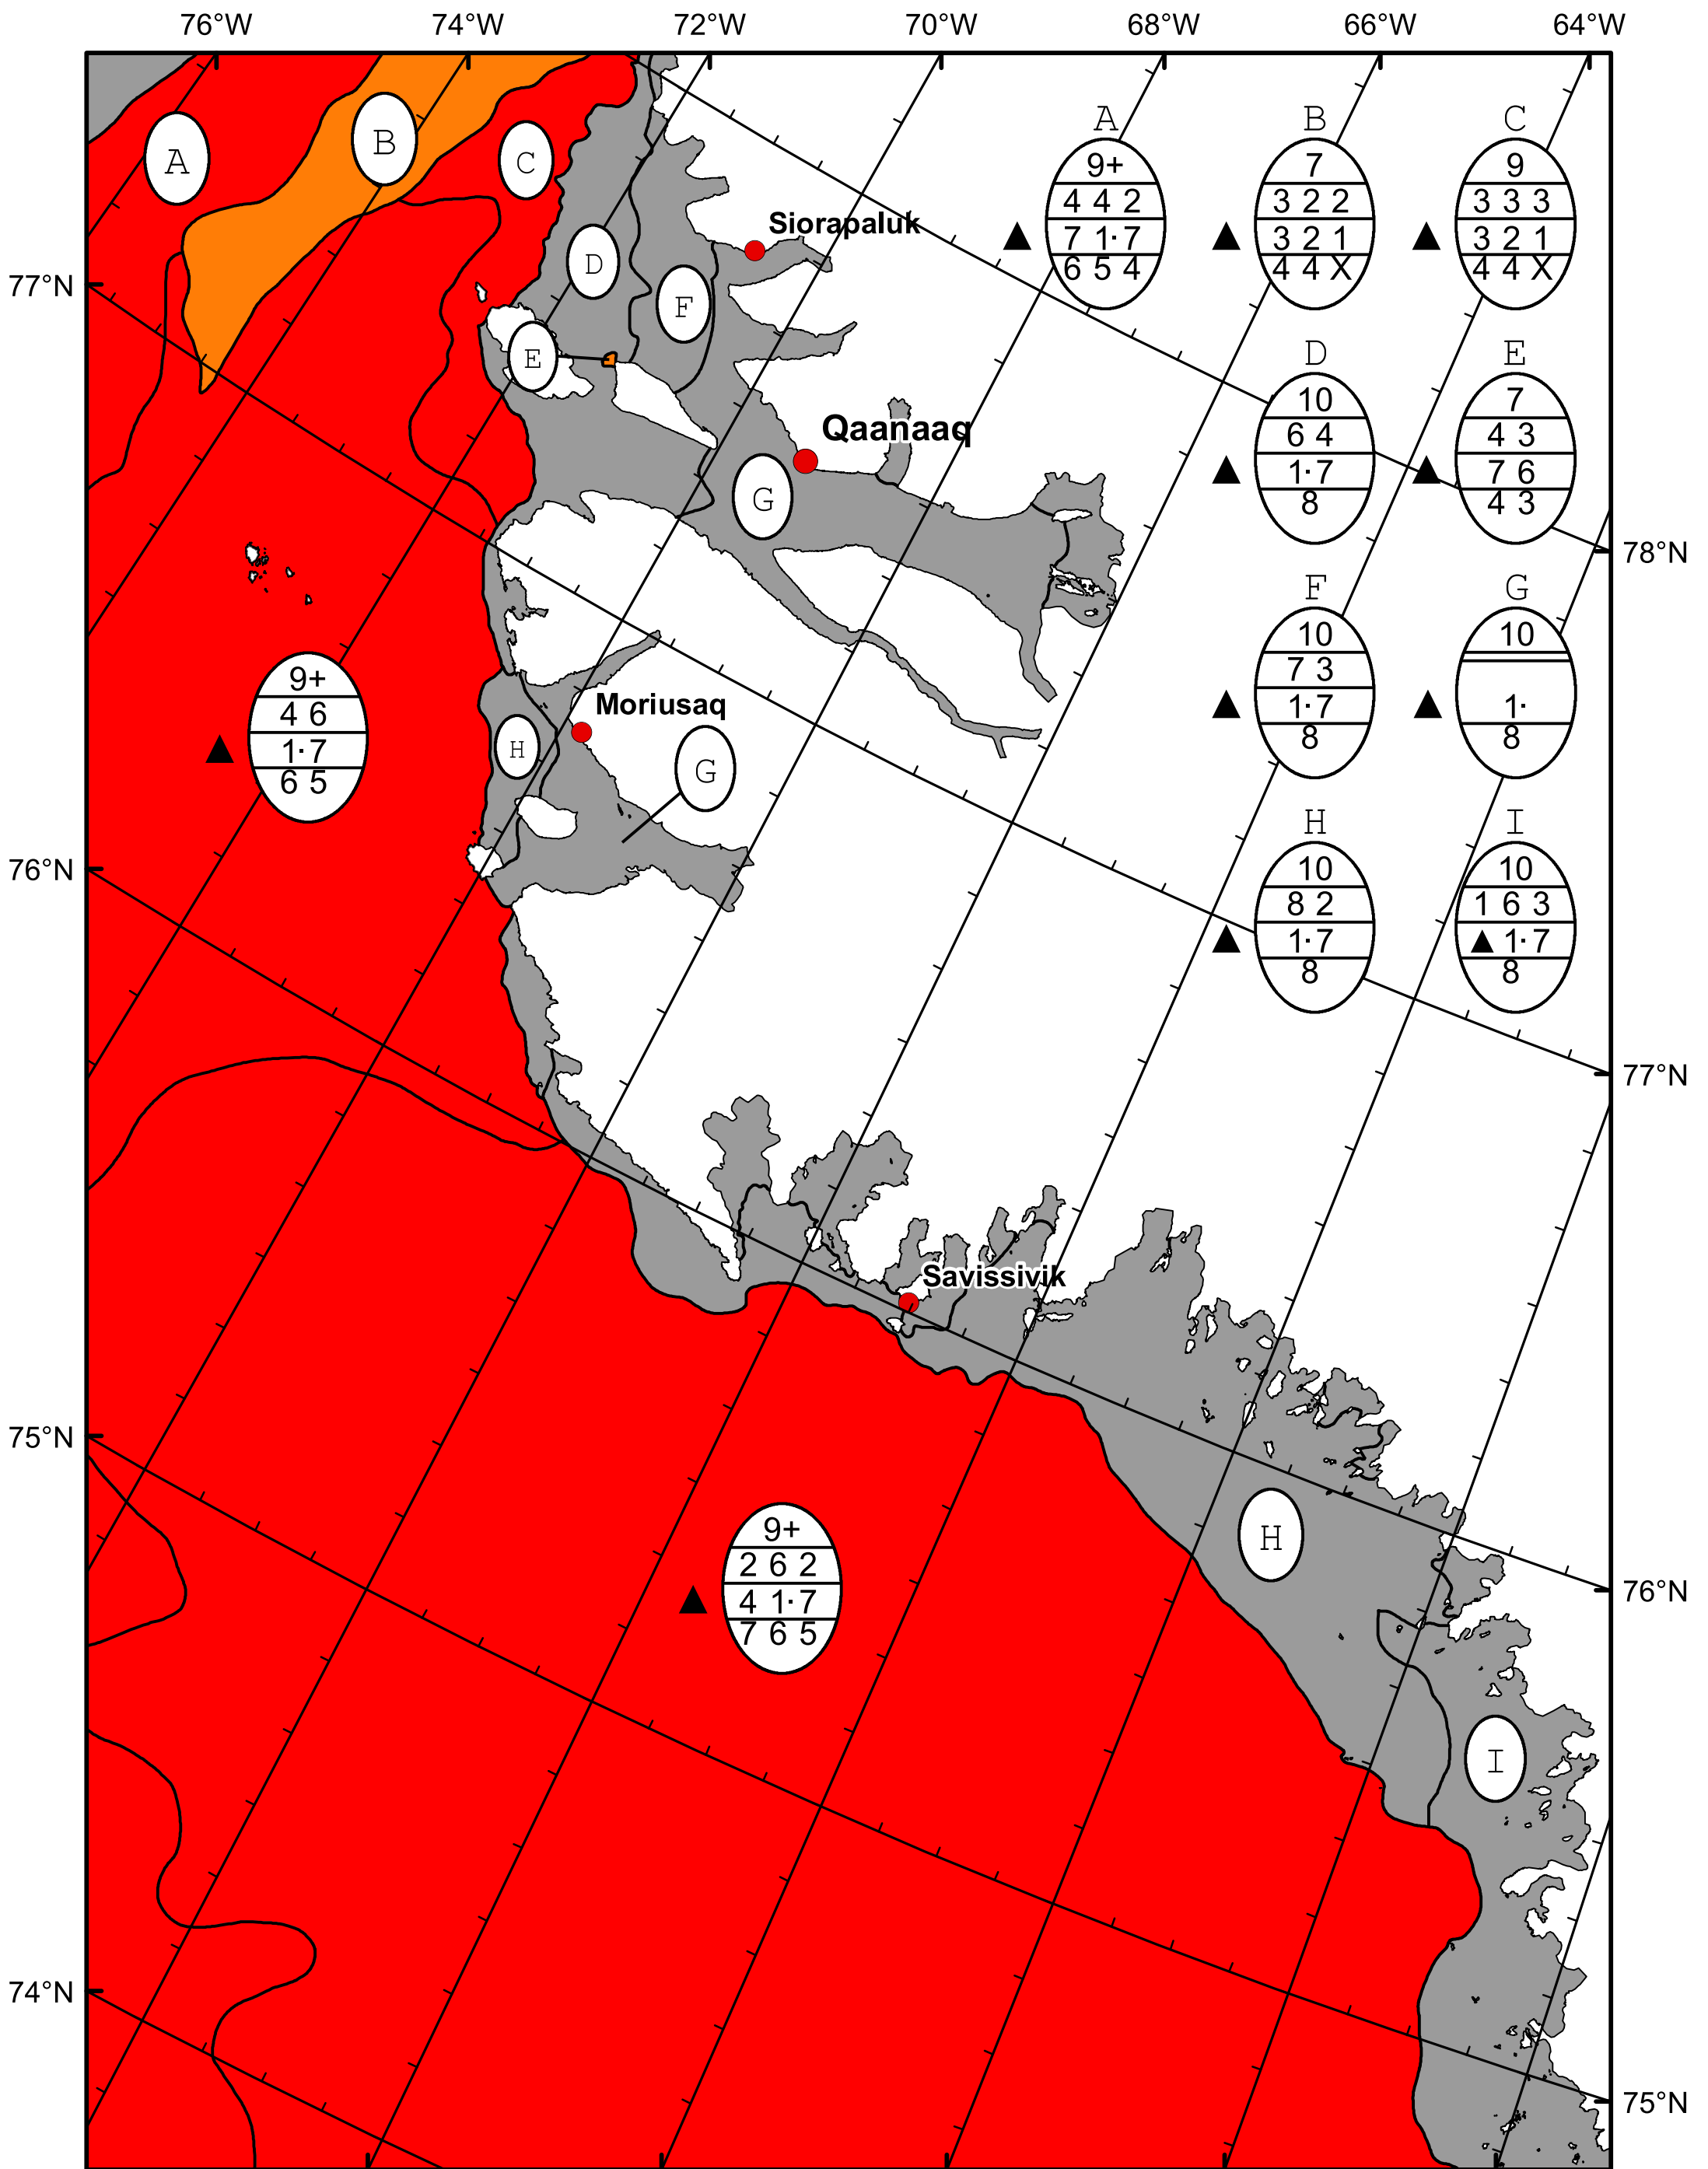 76°W 74°W 72°W 70°W 68°W 66°W 64°W
A B C
A
9+
4 4 2
7 1· 7
6 5 4
B
7
3 2 2
3 2 1
4 4 X
C
9
3 3 3
3 2 1
4 4 X
Siorapaluk
D
F
77°N
E
D
10
6 4
1· 7
8
E
7
4 3
7 6
4 3
Qaanaaq
G
78°N
F
10
7 3
1· 7
8
G
10
1·
8
9+
4 6
1· 7
6 5
Moriusaq
H
G
76°N
H
10
8 2
1· 7
8
I
10
1 6 3
▲ 1· 7
8
77°N
Savissivik
75°N
9+
2 6 2
4 1· 7
7 6 5
H
76°N
I
74°N
75°N